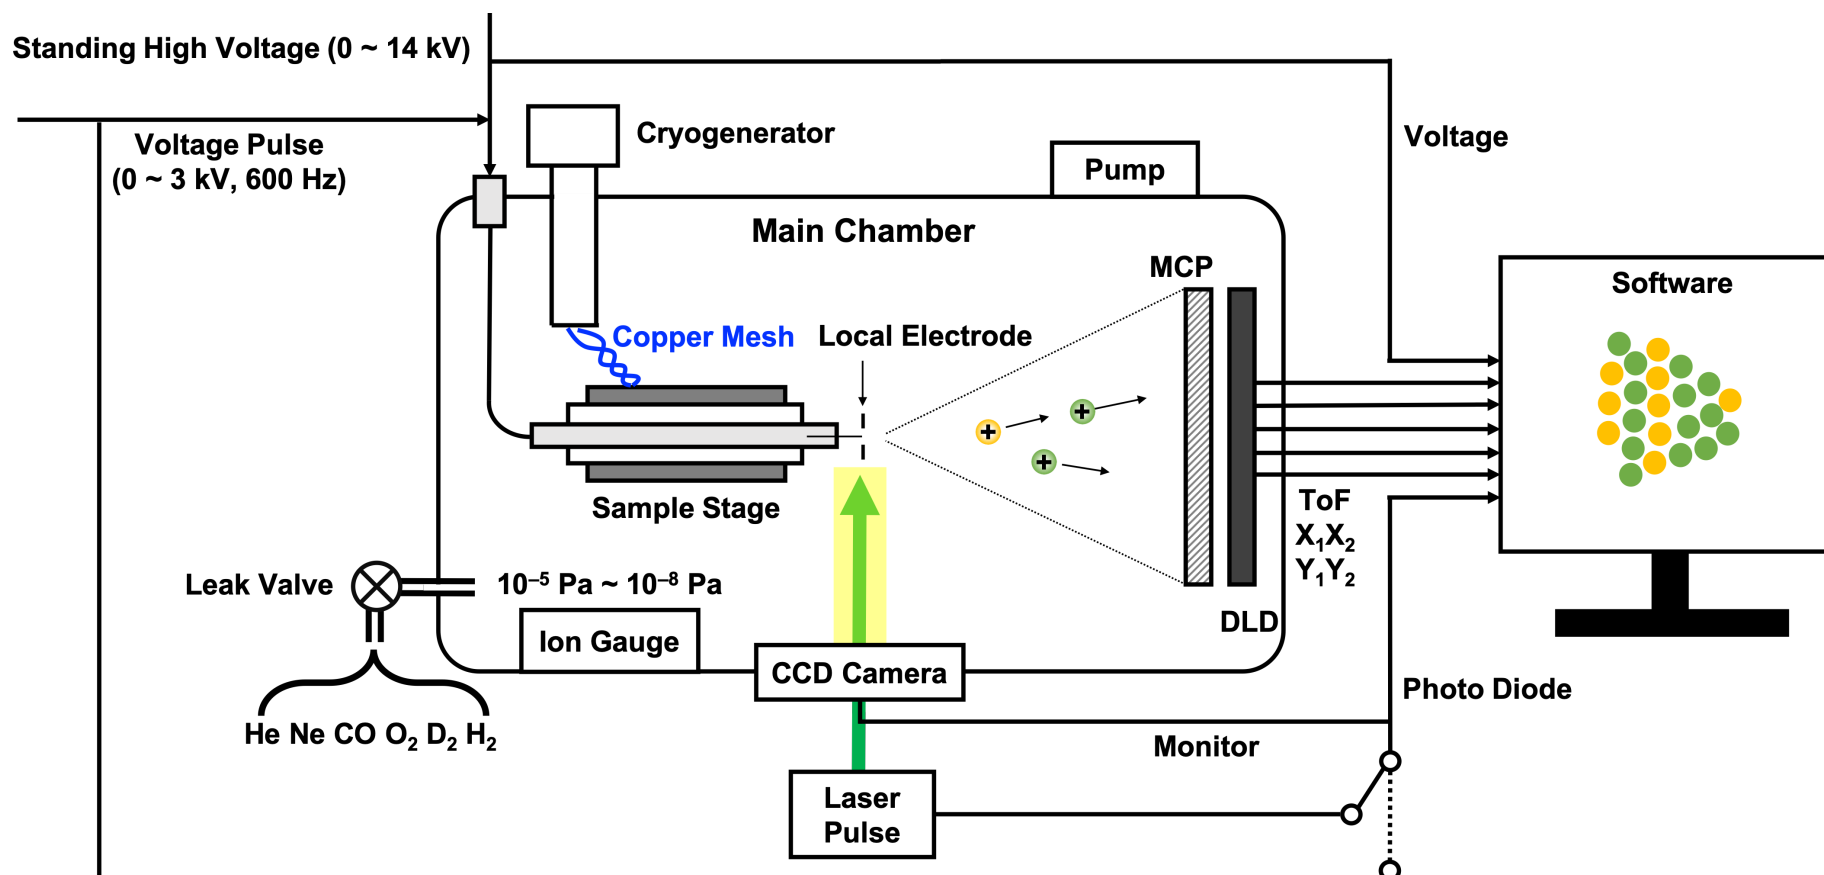 Standing High Voltage (0 ~ 14 kV)
Voltage Pulse
(0 ~ 3 kV, 600 Hz)
Cryogenerator
Pump
Voltage
Main Chamber
MCP
Software
Copper Mesh
Local Electrode
Sample Stage
ToF
X₁X₂
Y₁Y₂
Leak Valve
10⁻⁵ Pa ~ 10⁻⁸ Pa
DLD
Ion Gauge
CCD Camera
Photo Diode
He Ne CO O₂ D₂ H₂
Monitor
Laser
Pulse